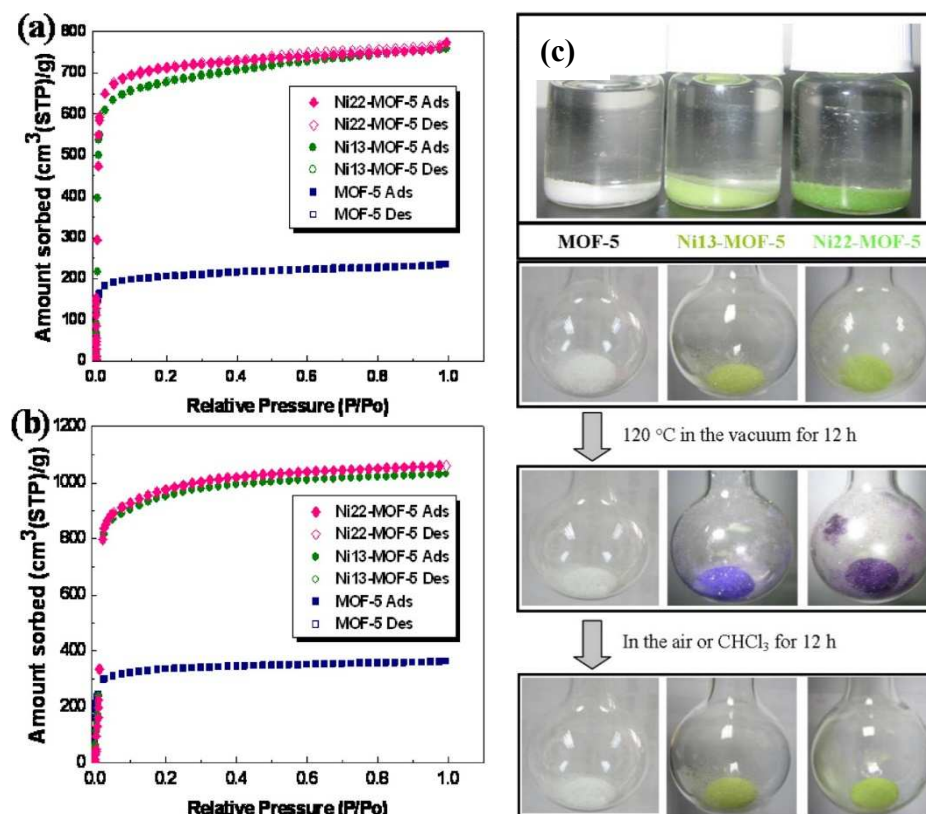 (a)
800
700
600
500
400
300
200
100
0
Amount sorbed (cm³(STP)/g)
Ni22-MOF-5 Ads
Ni22-MOF-5 Des
Ni13-MOF-5 Ads
Ni13-MOF-5 Des
MOF-5 Ads
MOF-5 Des
0.0 0.2 0.4 0.6 0.8 1.0
Relative Pressure (P/Po)
(b)
1200
1000
800
600
400
200
0
Amount sorbed (cm³(STP)/g)
Ni22-MOF-5 Ads
Ni22-MOF-5 Des
Ni13-MOF-5 Ads
Ni13-MOF-5 Des
MOF-5 Ads
MOF-5 Des
0.0 0.2 0.4 0.6 0.8 1.0
Relative Pressure (P/Po)
(c)
MOF-5 Ni13-MOF-5 Ni22-MOF-5
120 °C in the vacuum for 12 h
In the air or CHCl₃ for 12 h